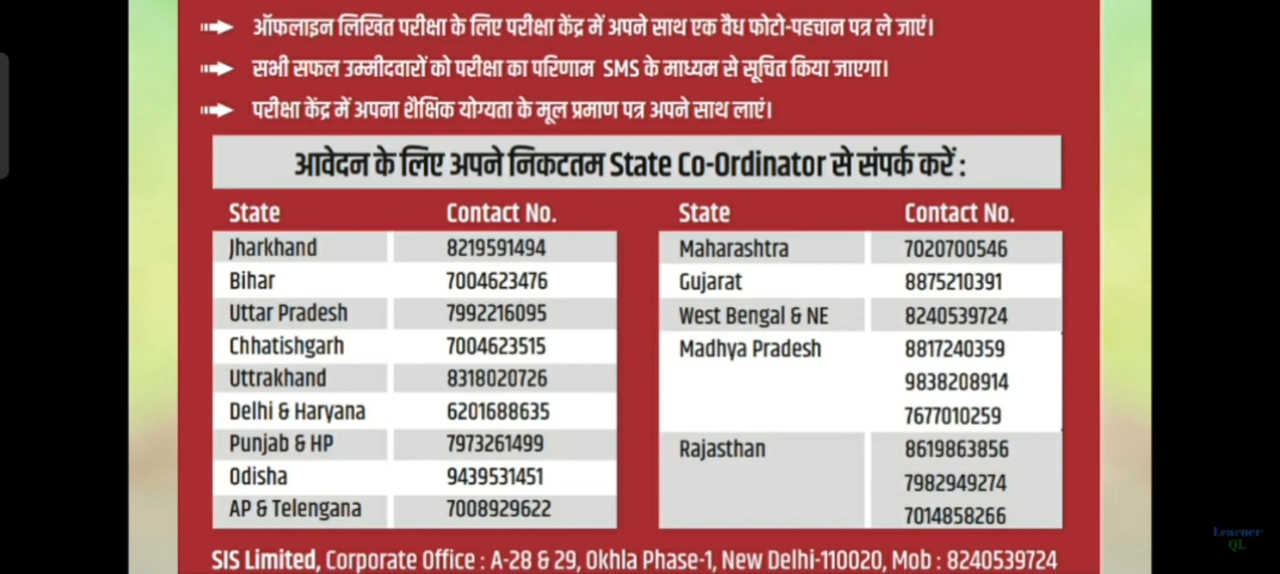 ऑफलाइन लिखित परीक्षा के लिए परीक्षा केंद्र में अपने साथ एक वैध फोटो-पहचान पत्र ले जाएं।
सभी सफल उम्मीदवारों को परीक्षा का परिणाम SMS के माध्यम से सूचित किया जाएगा।
परीक्षा केंद्र में अपना शैक्षिक योग्यता के मूल प्रमाण पत्र अपने साथ लाएं।
आवेदन के लिए अपने निकटतम State Co-Ordinator से संपर्क करें :
State Contact No.
Jharkhand 8219591494
Bihar 7004623476
Uttar Pradesh 7992216095
Chhatishgarh 7004623515
Uttrakhand 8318020726
Delhi & Haryana 6201688635
Punjab & HP 7973261499
Odisha 9439531451
AP & Telengana 7008929622
State Contact No.
Maharashtra 7020700546
Gujarat 8875210391
West Bengal & NE 8240539724
Madhya Pradesh 8817240359
9838208914
7677010259
Rajasthan 8619863856
7982949274
7014858266
SIS Limited, Corporate Office : A-28 & 29, Okhla Phase-1, New Delhi-110020, Mob : 8240539724
Learner
QL